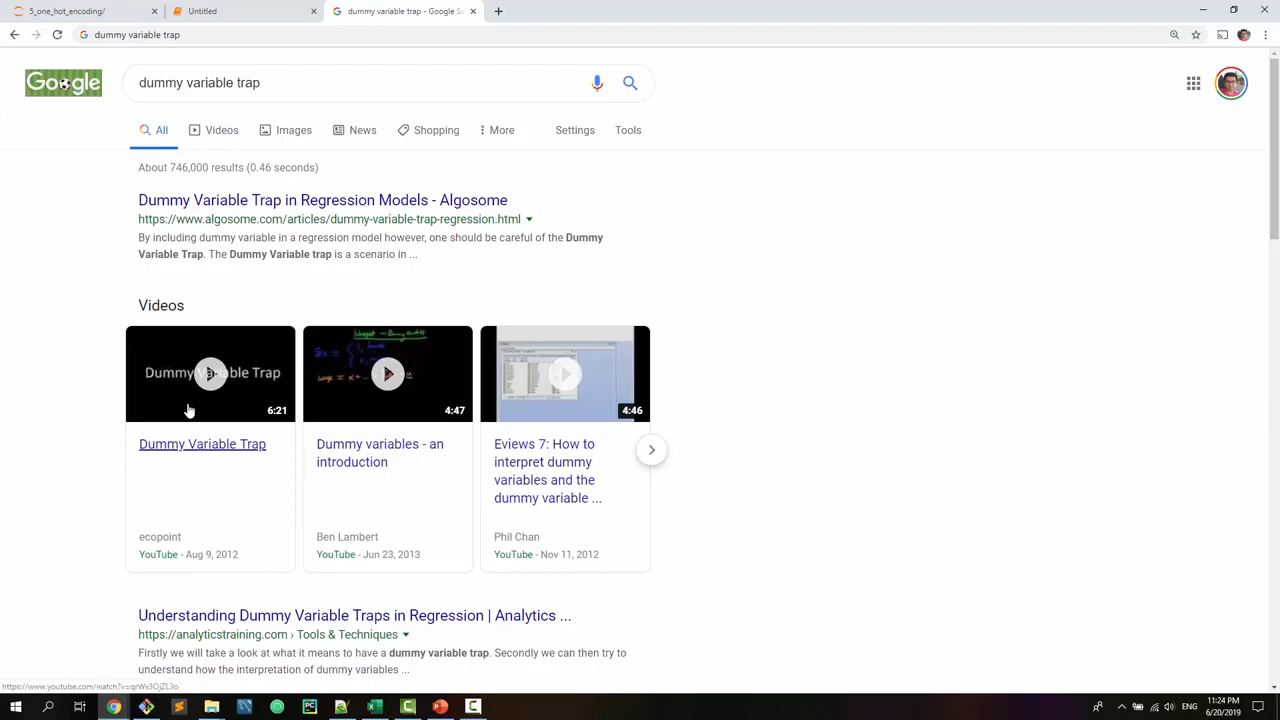 5_one_hot_encoding/
Untitled
dummy variable trap - Google Se
dummy variable trap
Google
dummy variable trap
All
Videos
Images
News
Shopping
More
Settings
Tools
About 746,000 results (0.46 seconds)
Dummy Variable Trap in Regression Models - Algosome
https://www.algosome.com/articles/dummy-variable-trap-regression.html
By including dummy variable in a regression model however, one should be careful of the Dummy
Variable Trap. The Dummy Variable trap is a scenario in ...
Videos
Dummy Variable Trap
6:21
4:47
4:46
Dummy Variable Trap
ecopoint
YouTube - Aug 9, 2012
Dummy variables - an
introduction
Ben Lambert
YouTube - Jun 23, 2013
Eviews 7: How to
interpret dummy
variables and the
dummy variable ...
Phil Chan
YouTube - Nov 11, 2012
Understanding Dummy Variable Traps in Regression | Analytics ...
https://analyticstraining.com › Tools & Techniques
Firstly we will take a look at what it means to have a dummy variable trap. Secondly we can then try to
understand how the interpretation of dummy variables ...
https://www.youtube.com/watch?v=qrWx3OjZL3o
ENG
11:24 PM
6/20/2019